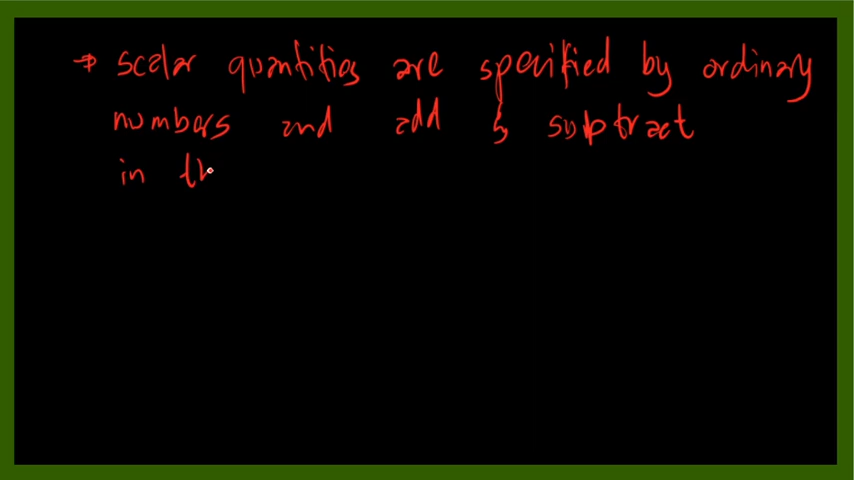 → scalar quantities are specified by ordinary
numbers and add & subtract
in th